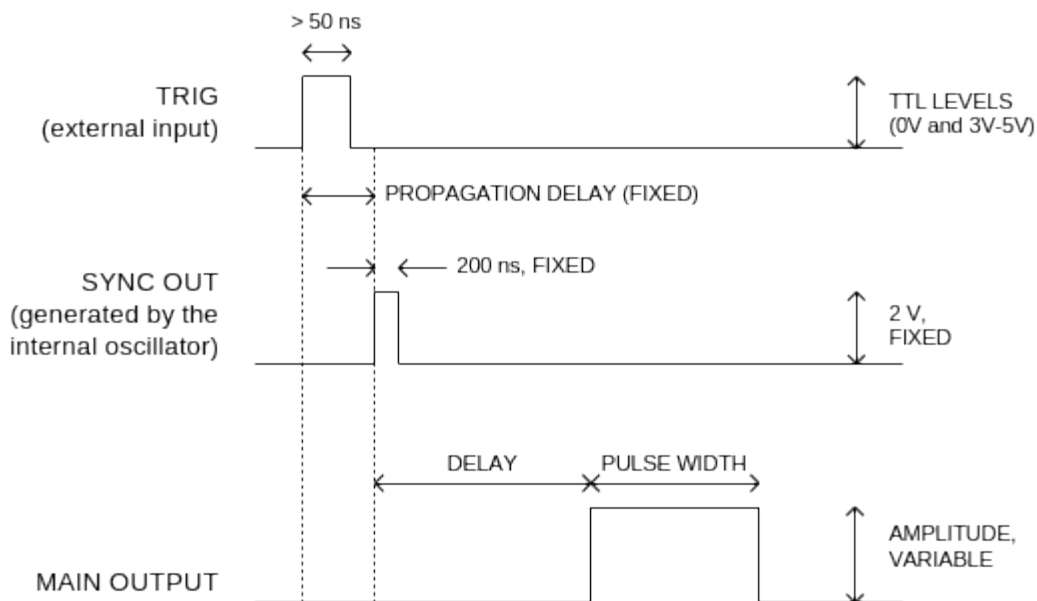 > 50 ns
TRIG
(external input)
TTL LEVELS
(0V and 3V-5V)
PROPAGATION DELAY (FIXED)
200 ns, FIXED
SYNC OUT
(generated by the
internal oscillator)
2 V,
FIXED
DELAY
PULSE WIDTH
AMPLITUDE,
VARIABLE
MAIN OUTPUT